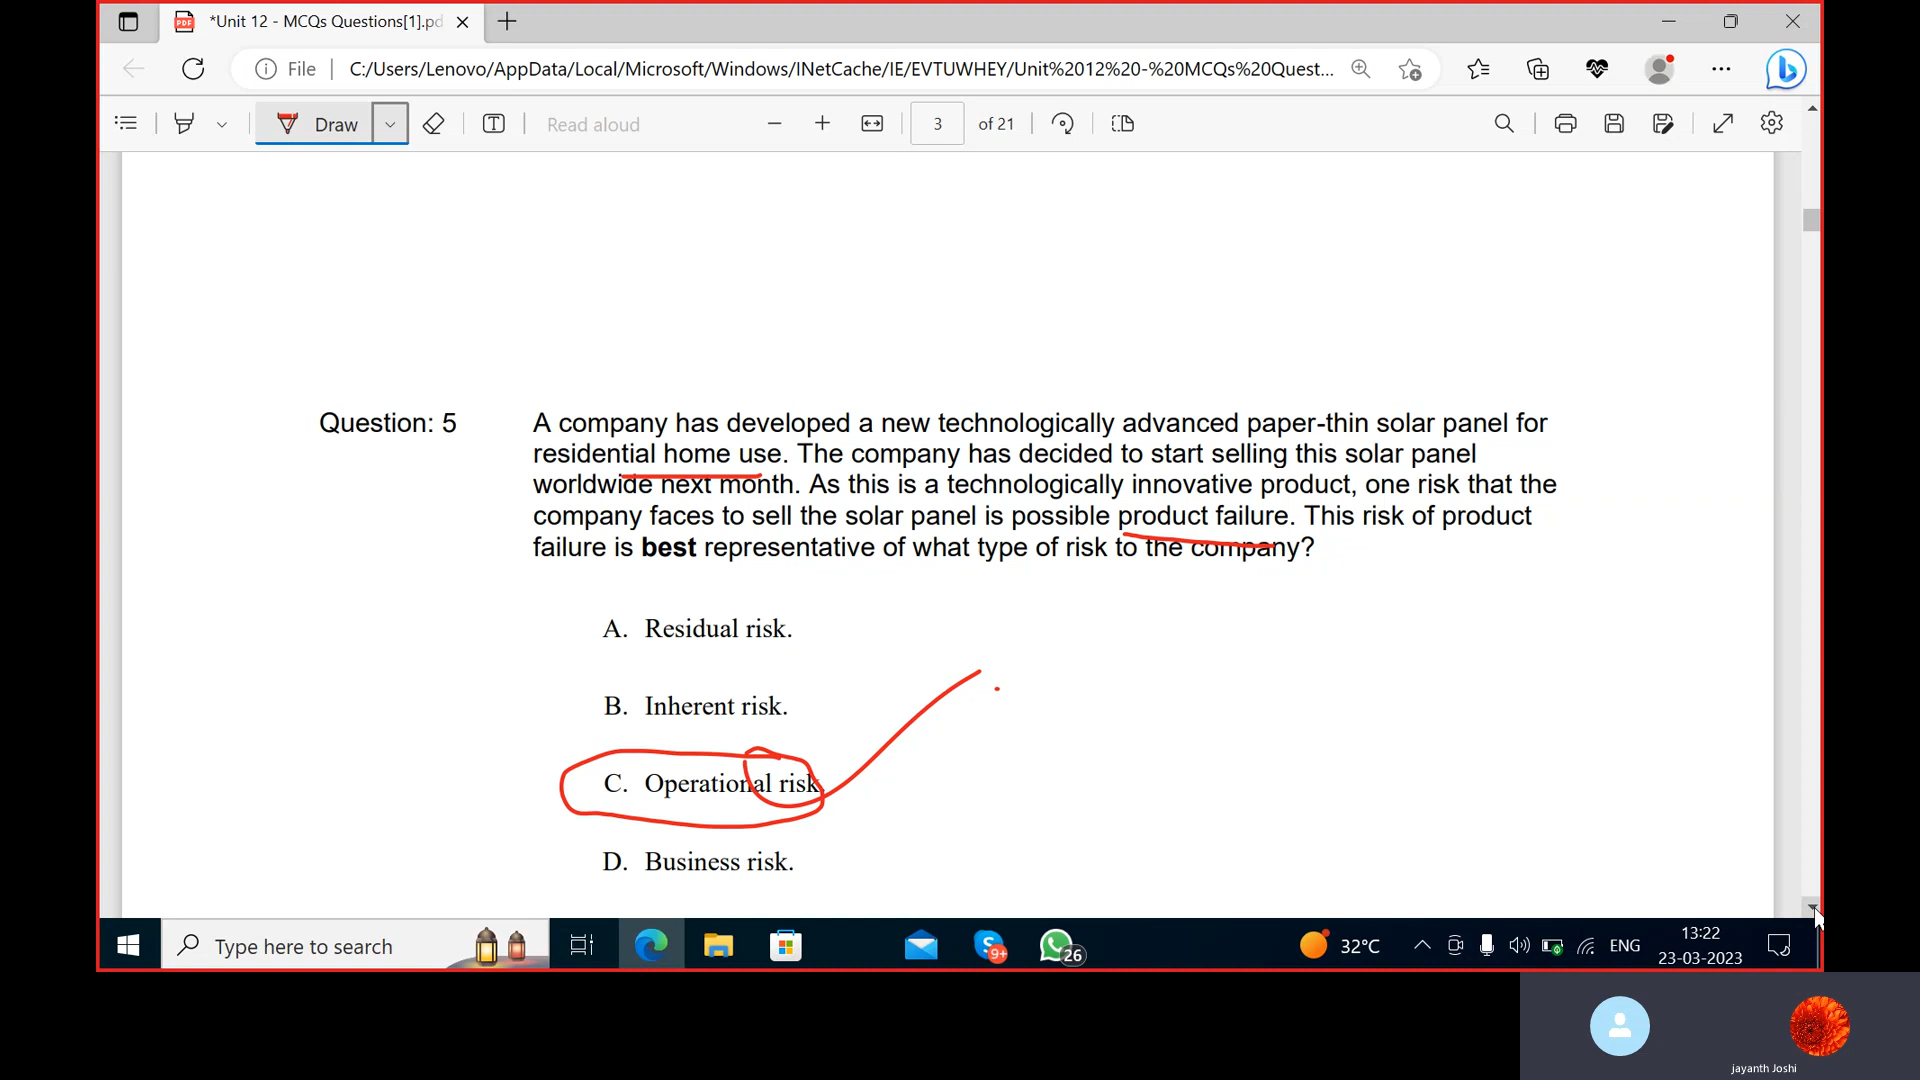 *Unit 12 - MCQs Questions[1].pd
File
C:/Users/Lenovo/AppData/Local/Microsoft/Windows/INetCache/IE/EVTUWHEY/Unit%2012%20-%20MCQs%20Quest...
Draw
Read aloud
3
of 21
Question: 5
A company has developed a new technologically advanced paper-thin solar panel for
residential home use. The company has decided to start selling this solar panel
worldwide next month. As this is a technologically innovative product, one risk that the
company faces to sell the solar panel is possible product failure. This risk of product
failure is best representative of what type of risk to the company?
A. Residual risk.
B. Inherent risk.
C. Operational risk.
D. Business risk.
Type here to search
9+
26
32°C
ENG
13:22
23-03-2023
jayanth Joshi